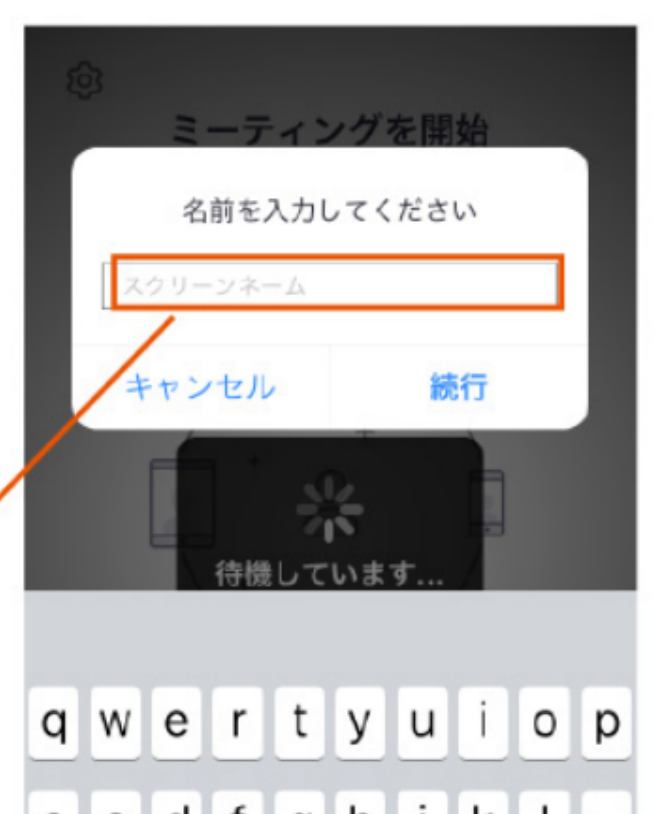 ミーティングを開始
名前を入力してください
スクリーンネーム
キャンセル 続行
待機しています...
q w e r t y u i o p
d f g h j k l